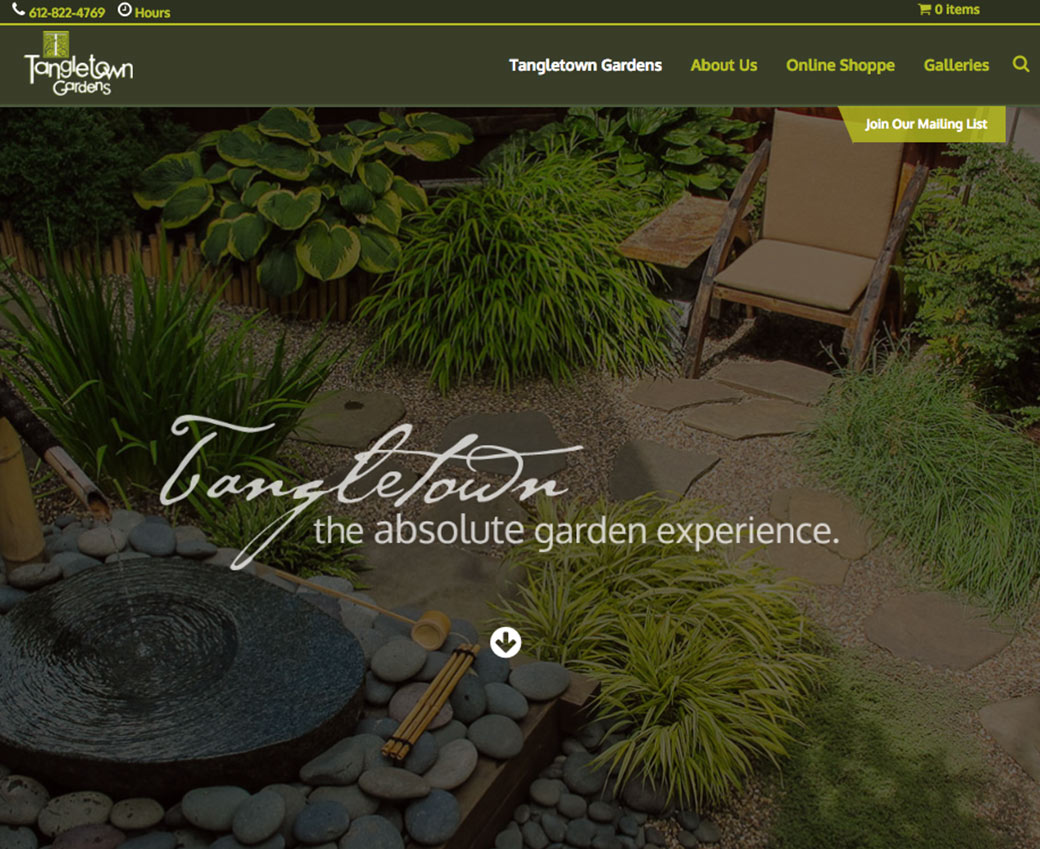 612-822-4769 Hours 0 items
Tangletown
Gardens
Tangletown Gardens About Us Online Shoppe Galleries
Join Our Mailing List
Tangletown
the absolute garden experience.